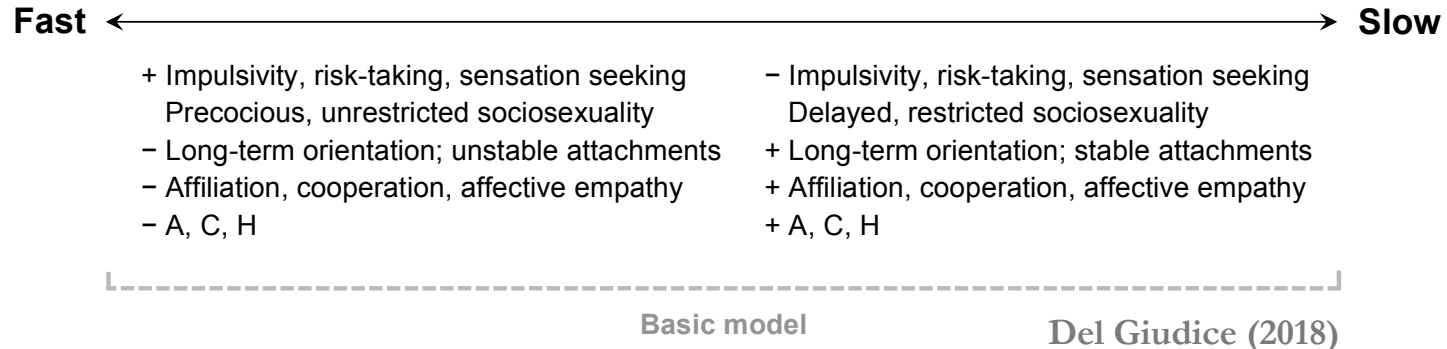 Fast Slow
+ Impulsivity, risk-taking, sensation seeking
Precocious, unrestricted sociosexuality
− Long-term orientation; unstable attachments
− Affiliation, cooperation, affective empathy
− A, C, H
− Impulsivity, risk-taking, sensation seeking
Delayed, restricted sociosexuality
+ Long-term orientation; stable attachments
+ Affiliation, cooperation, affective empathy
+ A, C, H
Basic model
Del Giudice (2018)